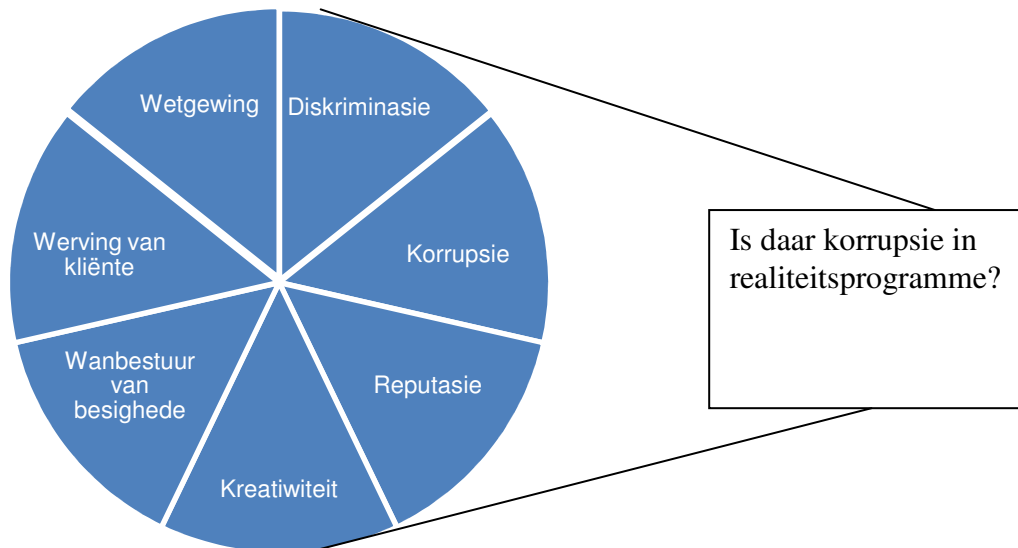 Wetgewing
Diskriminasie
Werving van
kliënte
Korrupsie
Wanbestuur
van
besighede
Reputasie
Kreatiwiteit
Is daar korrupsie in
realiteitsprogramme?